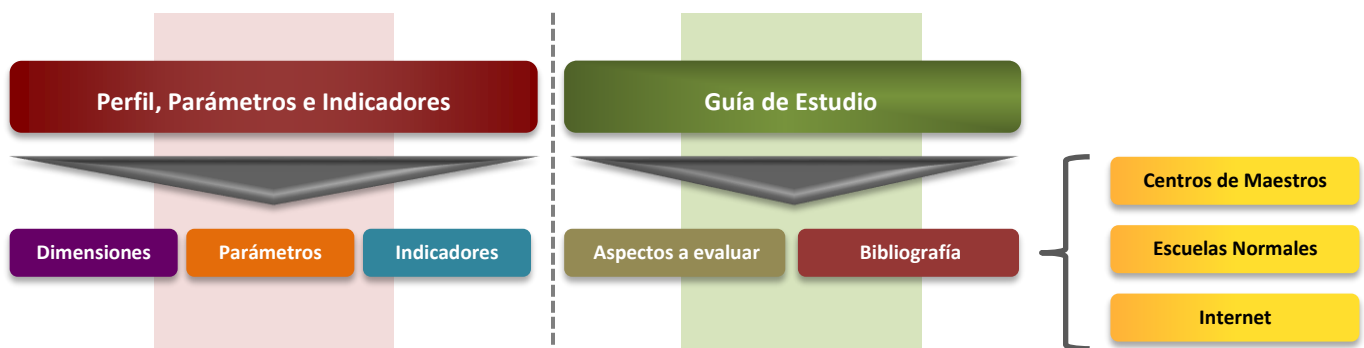 Perfil, Parámetros e Indicadores
Guía de Estudio
Dimensiones
Parámetros
Indicadores
Aspectos a evaluar
Bibliografía
Centros de Maestros
Escuelas Normales
Internet